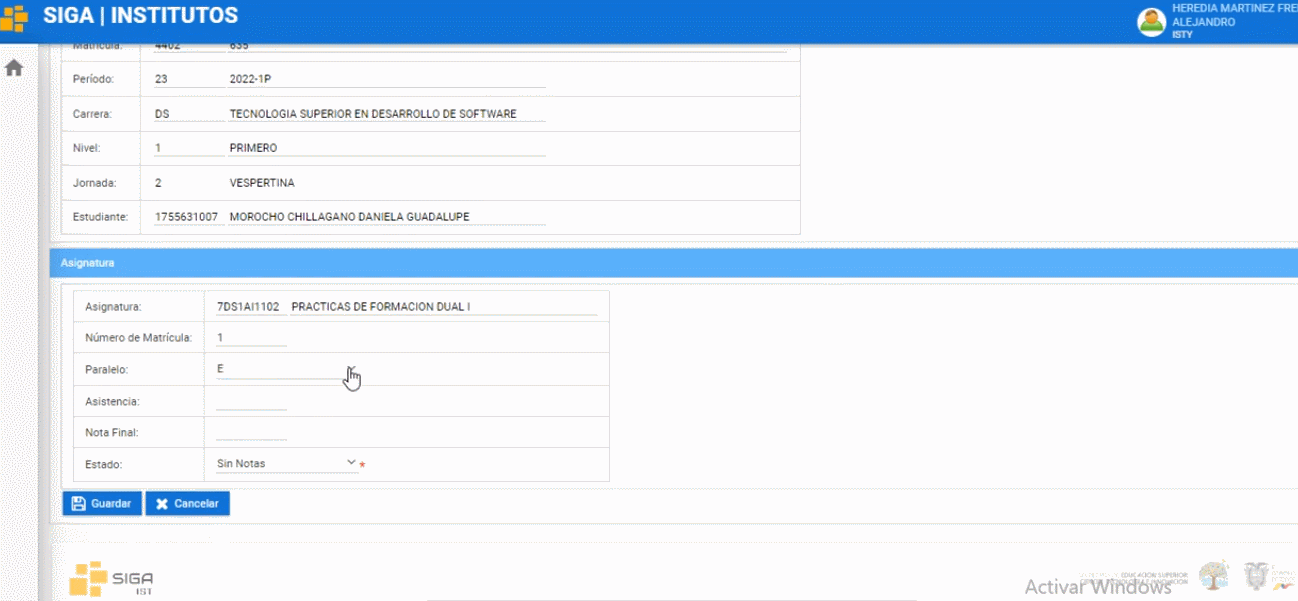 SIGA | INSTITUTOS
HEREDIA MARTINEZ FRE
ALEJANDRO
ISTY
Matrícula: 4402 635
Período: 23 2022-1P
Carrera: DS TECNOLOGIA SUPERIOR EN DESARROLLO DE SOFTWARE
Nivel: 1 PRIMERO
Jornada: 2 VESPERTINA
Estudiante: 1755631007 MOROCHO CHILLAGANO DANIELA GUADALUPE
Asignatura
Asignatura: 7DS1AI1102 PRACTICAS DE FORMACION DUAL I
Número de Matrícula: 1
Paralelo: E
Asistencia:
Nota Final:
Estado: Sin Notas *
Guardar Cancelar
SIGA
IST
EDUCACIÓN SUPERIOR
Activar Windows